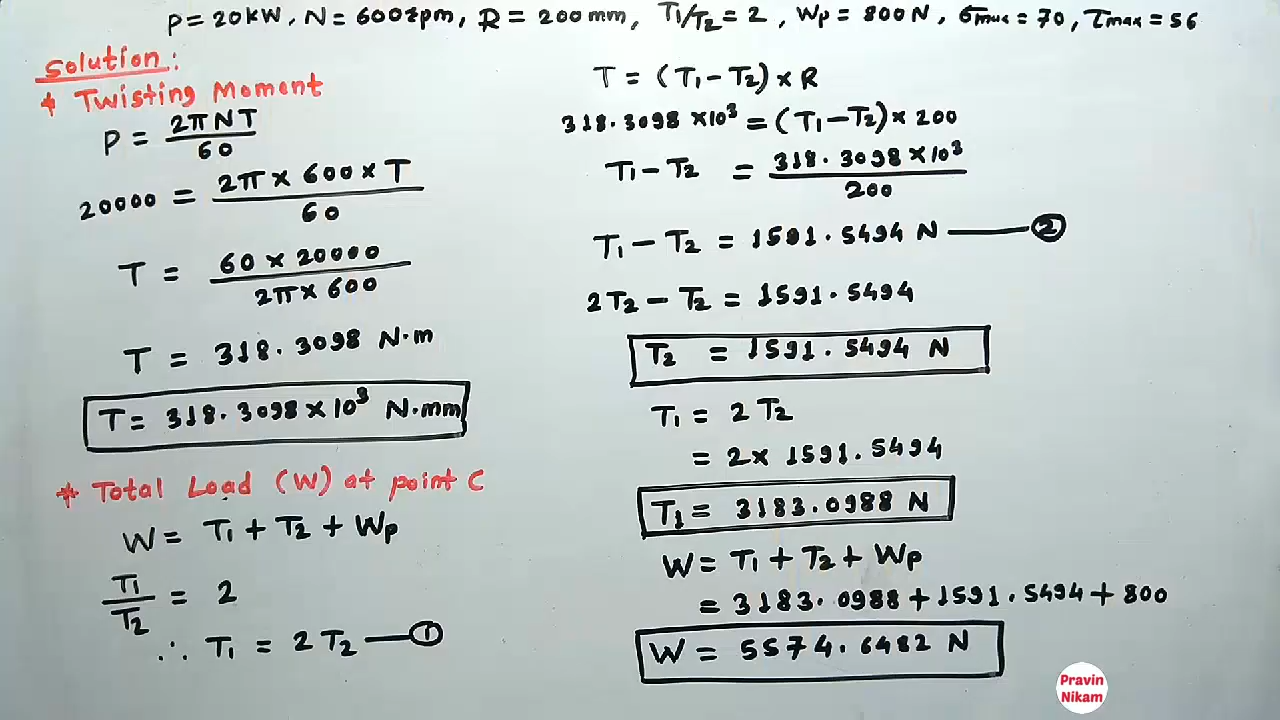 P = 20kW, N = 600rpm, R = 200mm, T1/T2 = 2, Wp = 800N, σmax = 70, τmax = 56
Solution:
* Twisting Moment
P = 2πNT / 60
20000 = 2π × 600 × T / 60
T = 60 × 20000 / 2π × 600
T = 318.3098 N·m
T = 318.3098 × 10³ N·mm
* Total Load (W) at point C
W = T1 + T2 + Wp
T1 / T2 = 2
∴ T1 = 2T2 — ①
T = (T1 - T2) × R
318.3098 × 10³ = (T1 - T2) × 200
T1 - T2 = 318.3098 × 10³ / 200
T1 - T2 = 1591.5494 N — ②
2T2 - T2 = 1591.5494
T2 = 1591.5494 N
T1 = 2T2
= 2 × 1591.5494
T1 = 3183.0988 N
W = T1 + T2 + Wp
= 3183.0988 + 1591.5494 + 800
W = 5574.6482 N
Pravin
Nikam